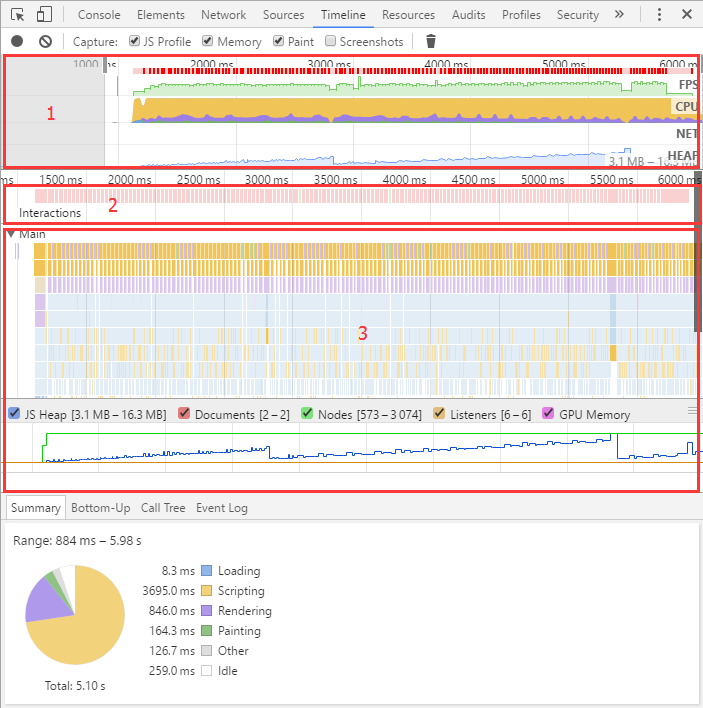 Console Elements Network Sources Timeline Resources Audits Profiles Security »
Capture: JS Profile Memory Paint Screenshots
1000 ms 2000 ms 3000 ms 4000 ms 5000 ms 6000 ms
FPS
CPU
1
NET
HEAP
3.1 MB – 16.3 MB
ms 1500 ms 2000 ms 2500 ms 3000 ms 3500 ms 4000 ms 4500 ms 5000 ms 5500 ms 6000 ms
2
Interactions
Main
3
JS Heap [3.1 MB – 16.3 MB] Documents [2 – 2] Nodes [573 – 3 074] Listeners [6 – 6] GPU Memory
Summary Bottom-Up Call Tree Event Log
Range: 884 ms – 5.98 s
8.3 ms Loading
3695.0 ms Scripting
846.0 ms Rendering
164.3 ms Painting
126.7 ms Other
259.0 ms Idle
Total: 5.10 s